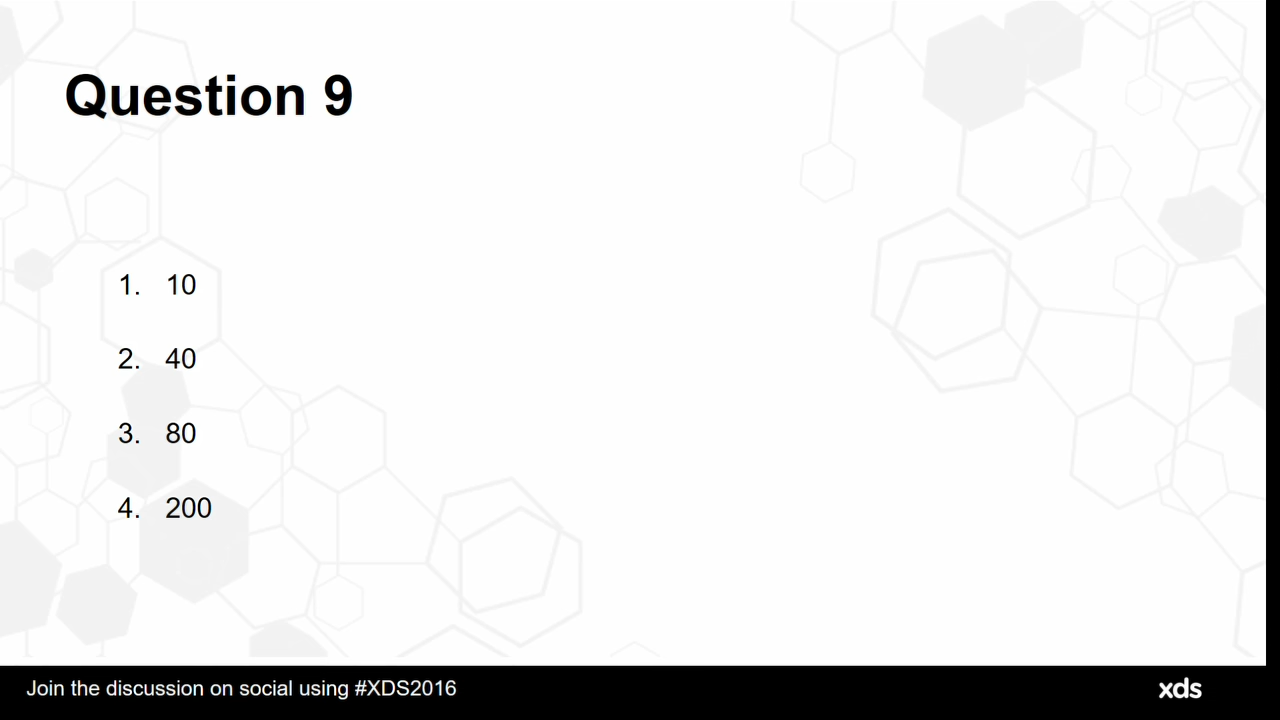 Question 9
1. 10
2. 40
3. 80
4. 200
Join the discussion on social using #XDS2016
xds